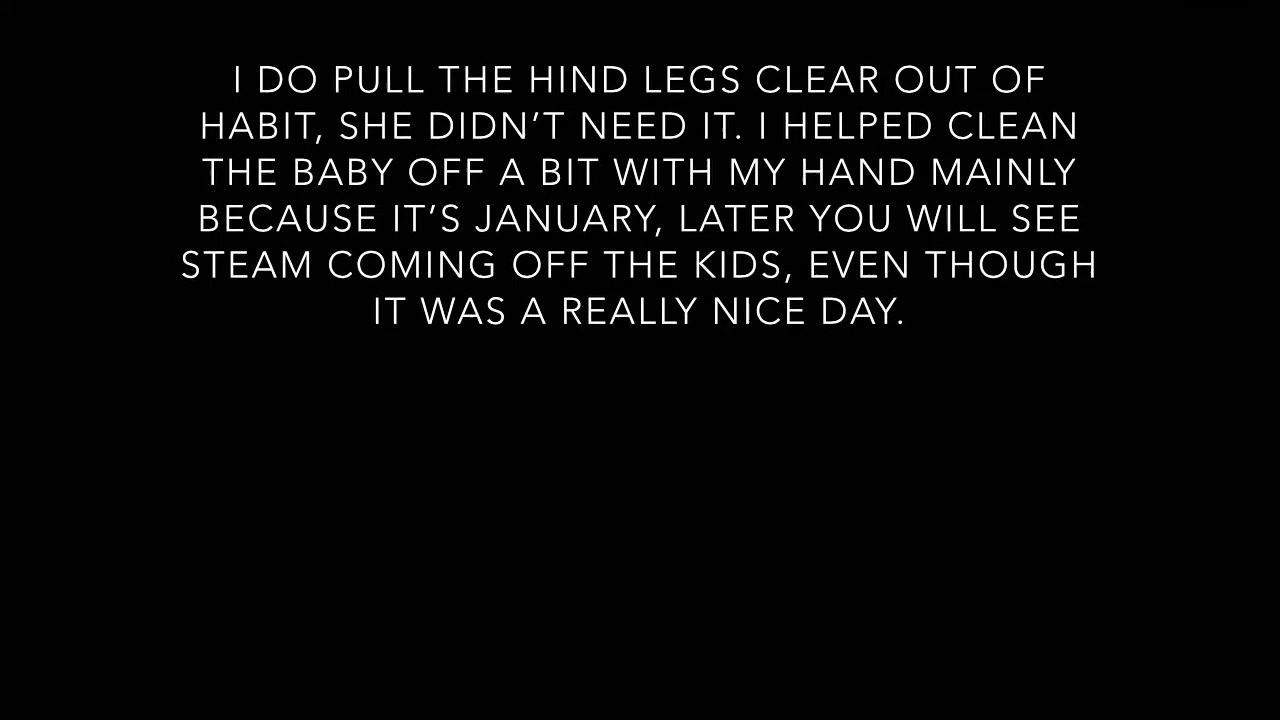 I DO PULL THE HIND LEGS CLEAR OUT OF
HABIT, SHE DIDN’T NEED IT. I HELPED CLEAN
THE BABY OFF A BIT WITH MY HAND MAINLY
BECAUSE IT’S JANUARY, LATER YOU WILL SEE
STEAM COMING OFF THE KIDS, EVEN THOUGH
IT WAS A REALLY NICE DAY.